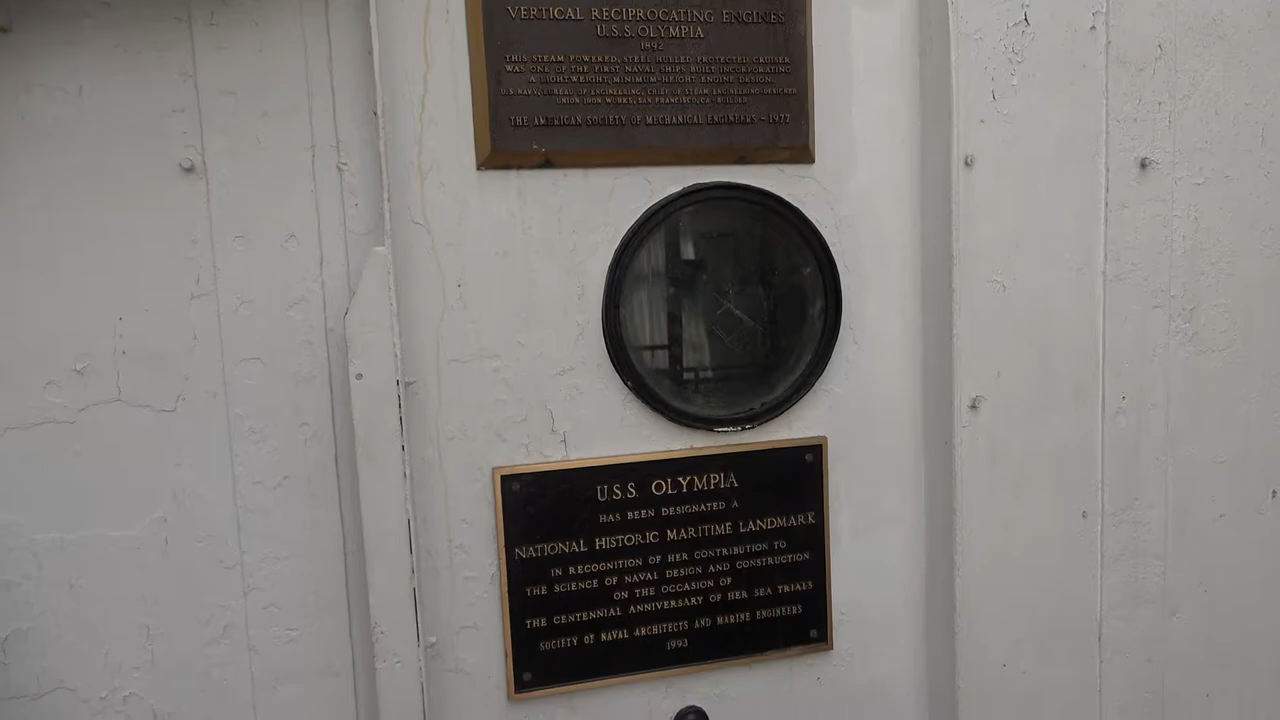 VERTICAL RECIPROCATING ENGINES
U.S.S. OLYMPIA
1892
THIS STEAM POWERED, STEEL HULLED PROTECTED CRUISER
WAS ONE OF THE FIRST NAVAL SHIPS BUILT INCORPORATING
A LIGHTWEIGHT, MINIMUM-HEIGHT ENGINE DESIGN.
U.S. NAVY, BUREAU OF ENGINEERING, CHIEF OF STEAM ENGINEERING-DESIGNER
UNION IRON WORKS, SAN FRANCISCO, CA - BUILDER
THE AMERICAN SOCIETY OF MECHANICAL ENGINEERS - 1977
U.S.S. OLYMPIA
HAS BEEN DESIGNATED A
NATIONAL HISTORIC MARITIME LANDMARK
IN RECOGNITION OF HER CONTRIBUTION TO
THE SCIENCE OF NAVAL DESIGN AND CONSTRUCTION
ON THE OCCASION OF
THE CENTENNIAL ANNIVERSARY OF HER SEA TRIALS
SOCIETY OF NAVAL ARCHITECTS AND MARINE ENGINEERS
1993